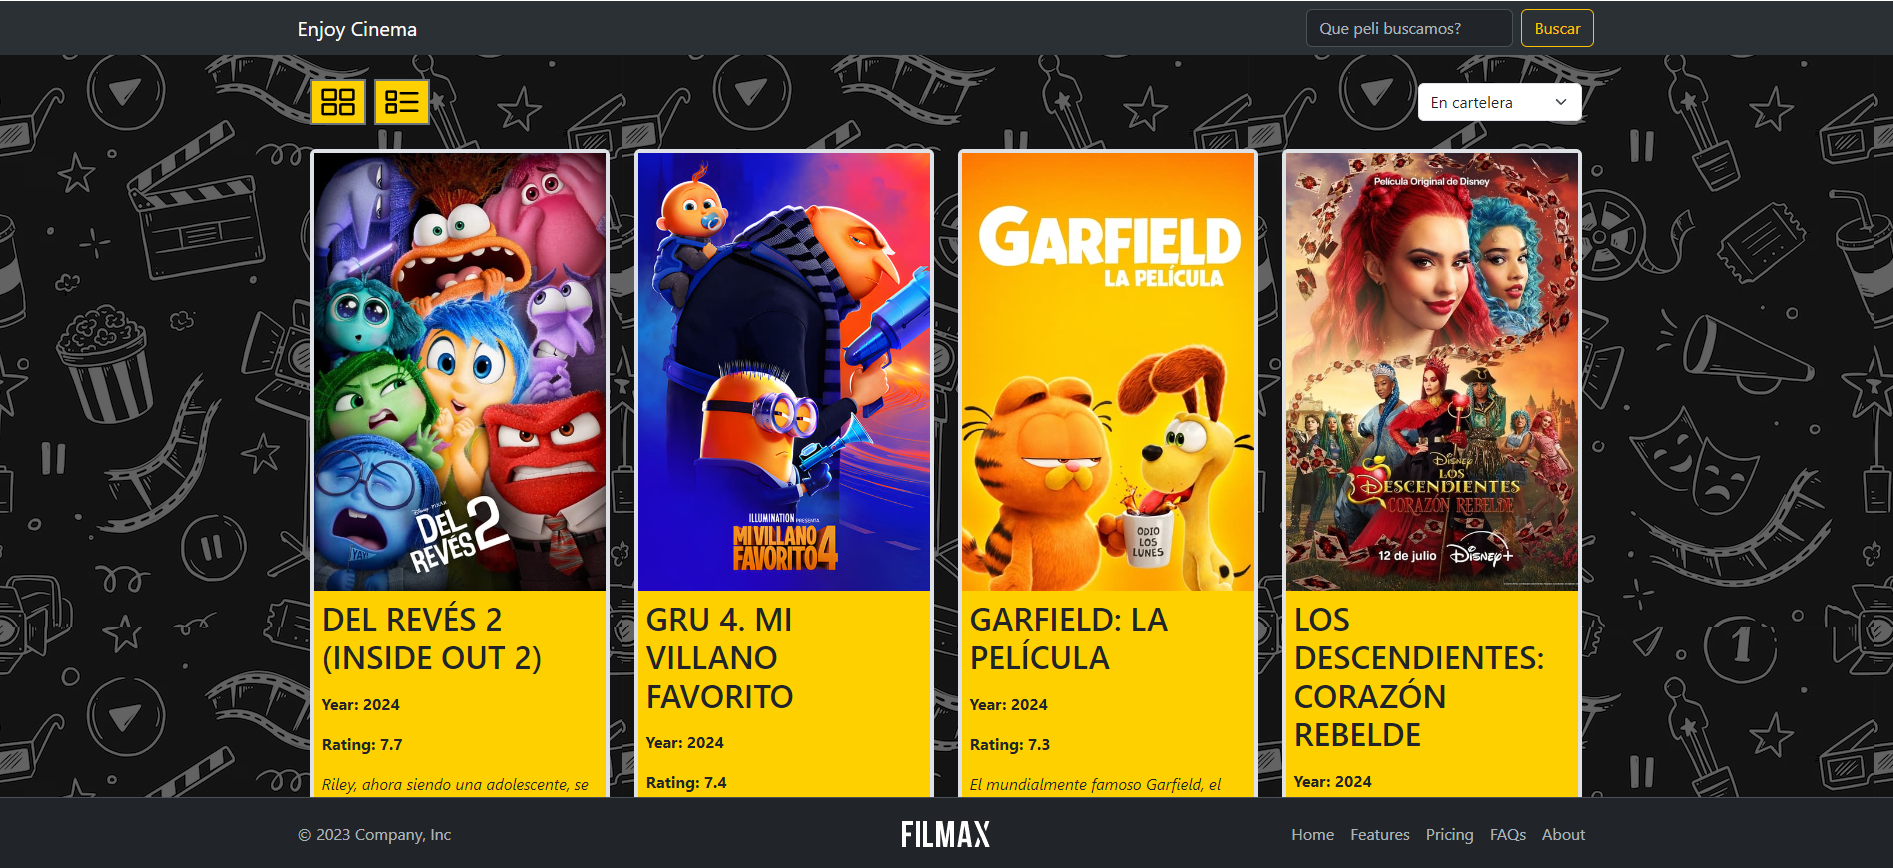 Enjoy Cinema
Que peli buscamos?
Buscar
En cartelera
DISNEY PIXAR
DEL
REVÉS 2
YAY!
ILLUMINATION PRESENTA
MI VILLANO
FAVORITO 4
GARFIELD
LA PELÍCULA
ODIO
LOS
LUNES
Película Original de Disney
Disney
LOS
DESCENDIENTES
CORAZÓN REBELDE
12 de julio Disney+
DEL REVÉS 2
(INSIDE OUT 2)
Year: 2024
Rating: 7.7
Riley, ahora siendo una adolescente, se
GRU 4. MI
VILLANO
FAVORITO
Year: 2024
Rating: 7.4
GARFIELD: LA
PELÍCULA
Year: 2024
Rating: 7.3
El mundialmente famoso Garfield, el
LOS
DESCENDIENTES:
CORAZÓN
REBELDE
Year: 2024
1
© 2023 Company, Inc
FILMAX
Home Features Pricing FAQs About